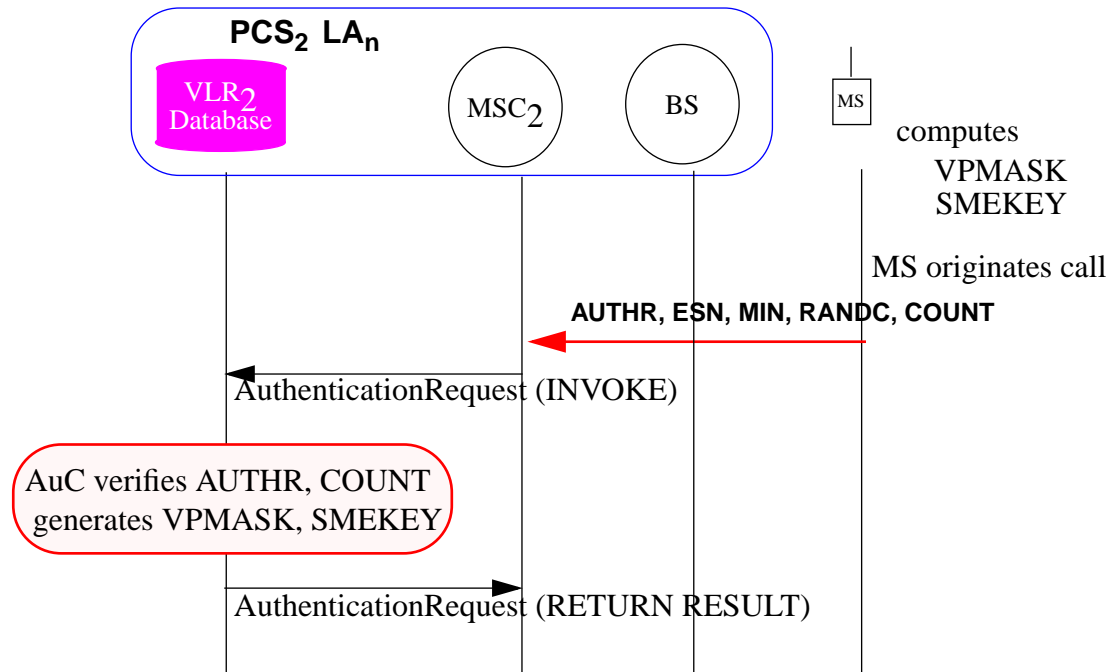 PCS2 LAn
VLR2
Database
MSC2
BS
MS
computes
VPMASK
SMEKEY
MS originates call
AUTHR, ESN, MIN, RANDC, COUNT
AuthenticationRequest (INVOKE)
AuC verifies AUTHR, COUNT
generates VPMASK, SMEKEY
AuthenticationRequest (RETURN RESULT)